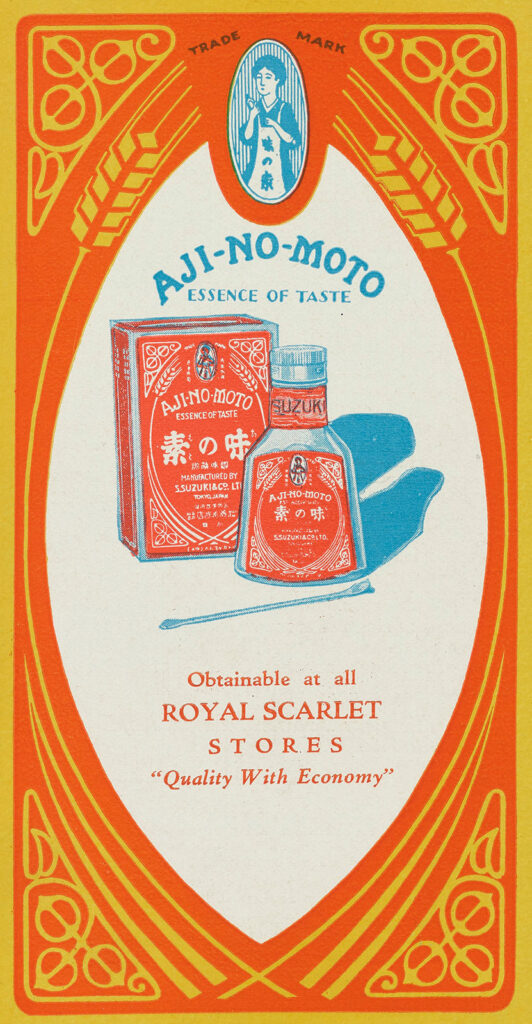 TRADE MARK
味の素
AJI-NO-MOTO
ESSENCE OF TASTE
AJI-NO-MOTO
ESSENCE OF TASTE
素の味
MANUFACTURED BY
S.SUZUKI & CO. LTD
TOKYO, JAPAN
SUZUKI
AJI-NO-MOTO
素の味
S.SUZUKI & CO. LTD.
Obtainable at all
ROYAL SCARLET
STORES
“Quality With Economy”